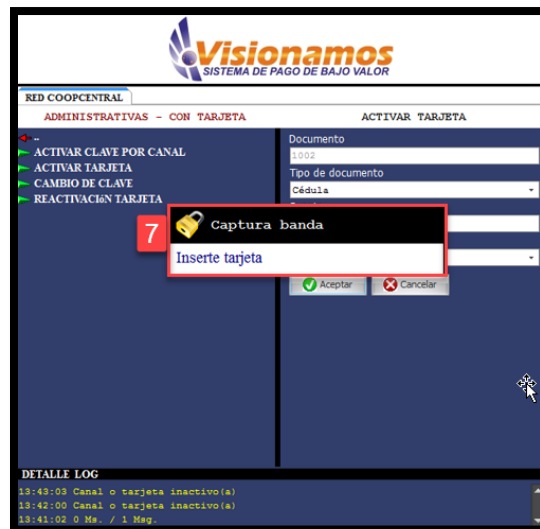 Visionamos
SISTEMA DE PAGO DE BAJO VALOR
RED COOPCENTRAL
ADMINISTRATIVAS - CON TARJETA
ACTIVAR TARJETA
..
ACTIVAR CLAVE POR CANAL
ACTIVAR TARJETA
CAMBIO DE CLAVE
REACTIVACIóN TARJETA
Documento
1002
Tipo de documento
Cédula
7
Captura banda
Inserte tarjeta
Aceptar
Cancelar
DETALLE LOG
13:43:03 Canal o tarjeta inactivo(a)
13:42:00 Canal o tarjeta inactivo(a)
13:41:02 0 Ms. / 1 Msg.